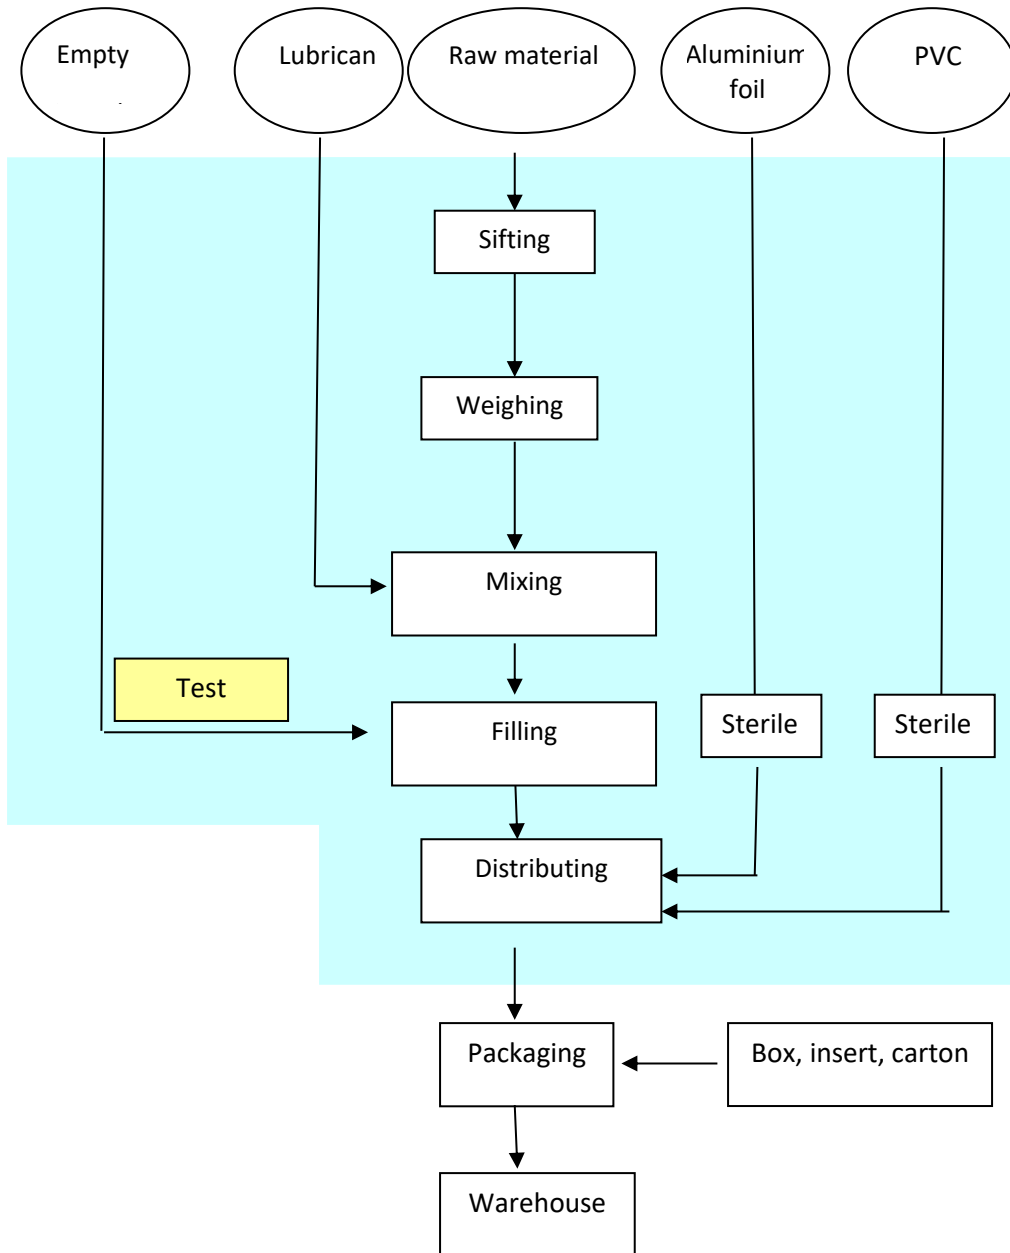 Empty
Lubrican
Raw material
Aluminium
foil
PVC
Sifting
Weighing
Mixing
Test
Filling
Sterile
Sterile
Distributing
Packaging
Box, insert, carton
Warehouse